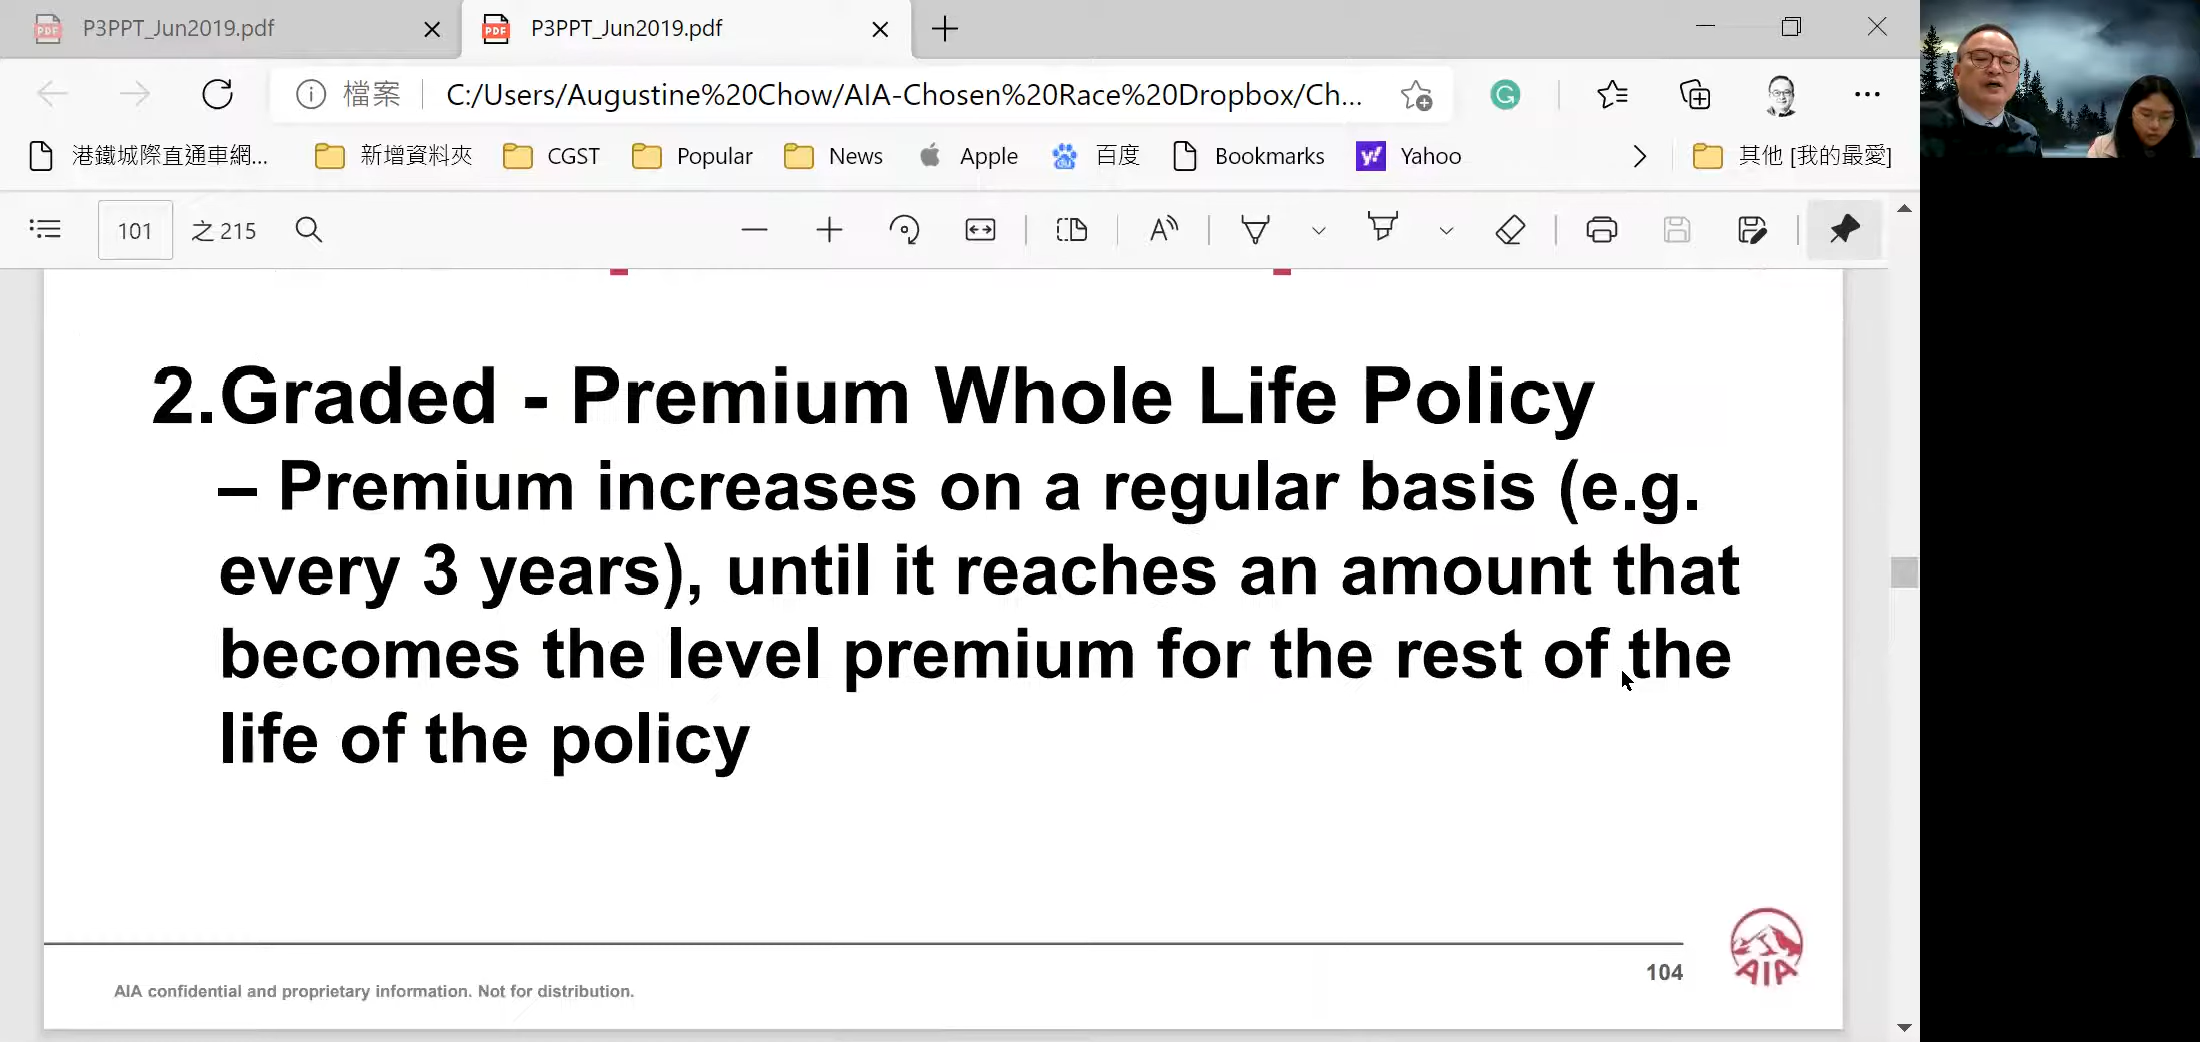 P3PPT_Jun2019.pdf
P3PPT_Jun2019.pdf
檔案
C:/Users/Augustine%20Chow/AIA-Chosen%20Race%20Dropbox/Ch...
港鐵城際直通車網...
新增資料夾
CGST
Popular
News
Apple
百度
Bookmarks
Yahoo
其他 [我的最愛]
101 之 215
2.Graded - Premium Whole Life Policy
– Premium increases on a regular basis (e.g.
every 3 years), until it reaches an amount that
becomes the level premium for the rest of the
life of the policy
104
AIA
AIA confidential and proprietary information. Not for distribution.